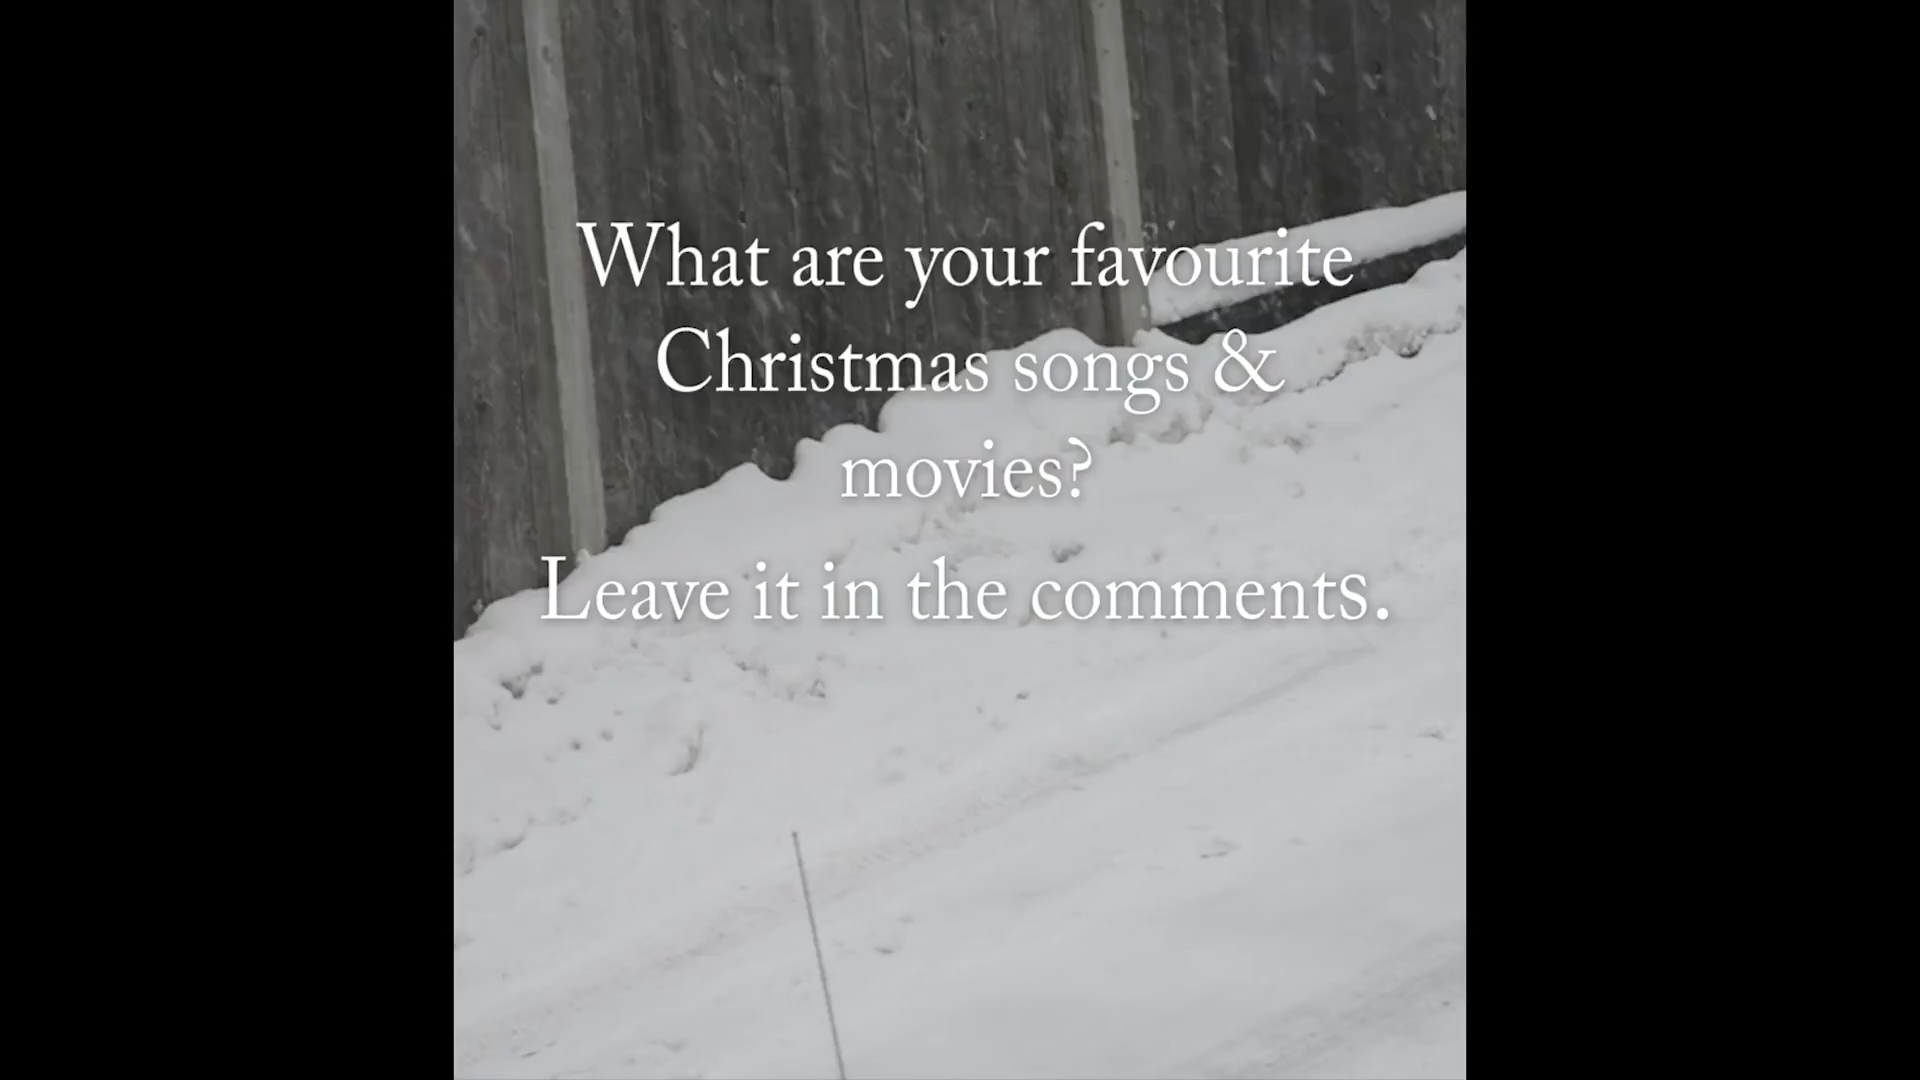 What are your favourite
Christmas songs &
movies?
Leave it in the comments.